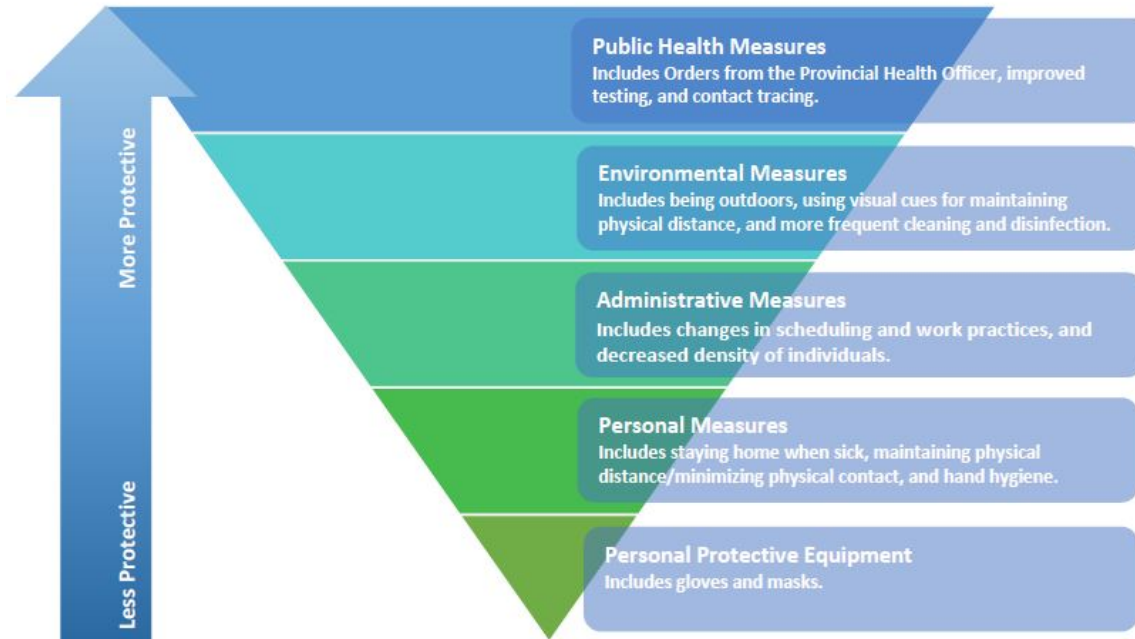 Public Health Measures
Includes Orders from the Provincial Health Officer, improved
testing, and contact tracing.
More Protective
Environmental Measures
Includes being outdoors, using visual cues for maintaining
physical distance, and more frequent cleaning and disinfection.
Administrative Measures
Includes changes in scheduling and work practices, and
decreased density of individuals.
Personal Measures
Includes staying home when sick, maintaining physical
distance/minimizing physical contact, and hand hygiene.
Less Protective
Personal Protective Equipment
Includes gloves and masks.